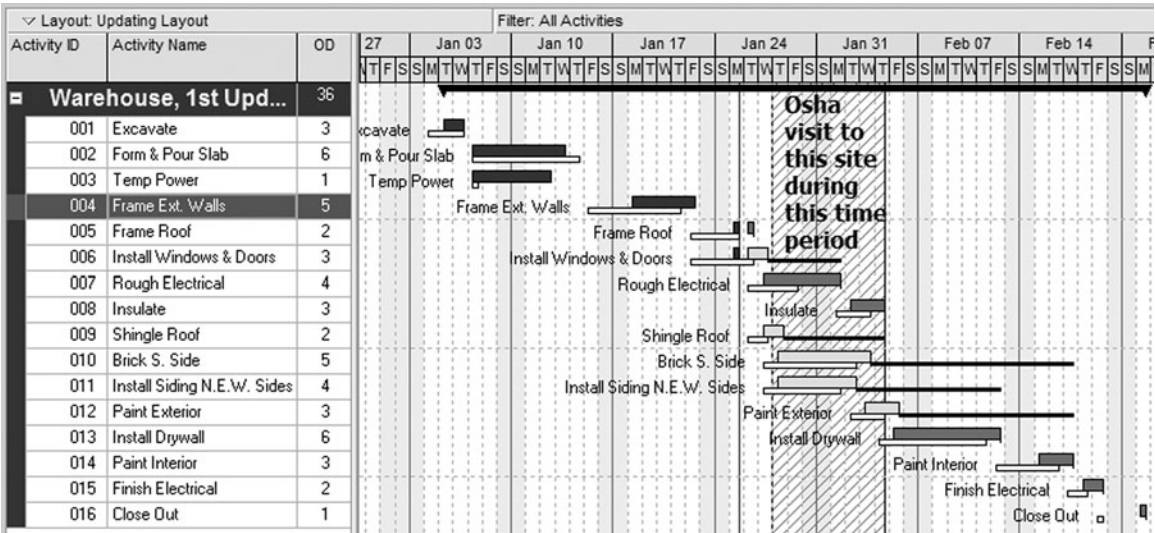 Layout: Updating Layout Filter: All Activities
Activity ID Activity Name OD 27 Jan 03 Jan 10 Jan 17 Jan 24 Jan 31 Feb 07 Feb 14 F
T F S S M T W T F S S M T W T F S S M T W T F S S M T W T F S S M T W T F S S M T W T F S S M T W T F S S M
Warehouse, 1st Upd... 36
001 Excavate 3 xcavate
002 Form & Pour Slab 6 m & Pour Slab
003 Temp Power 1 Temp Power
004 Frame Ext. Walls 5 Frame Ext. Walls
005 Frame Roof 2 Frame Roof
006 Install Windows & Doors 3 Install Windows & Doors
007 Rough Electrical 4 Rough Electrical
008 Insulate 3 Insulate
009 Shingle Roof 2 Shingle Roof
010 Brick S. Side 5 Brick S. Side
011 Install Siding N.E.W. Sides 4 Install Siding N.E.W. Sides
012 Paint Exterior 3 Paint Exterior
013 Install Drywall 6 Install Drywall
014 Paint Interior 3 Paint Interior
015 Finish Electrical 2 Finish Electrical
016 Close Out 1 Close Out
Osha
visit to
this site
during
this time
period